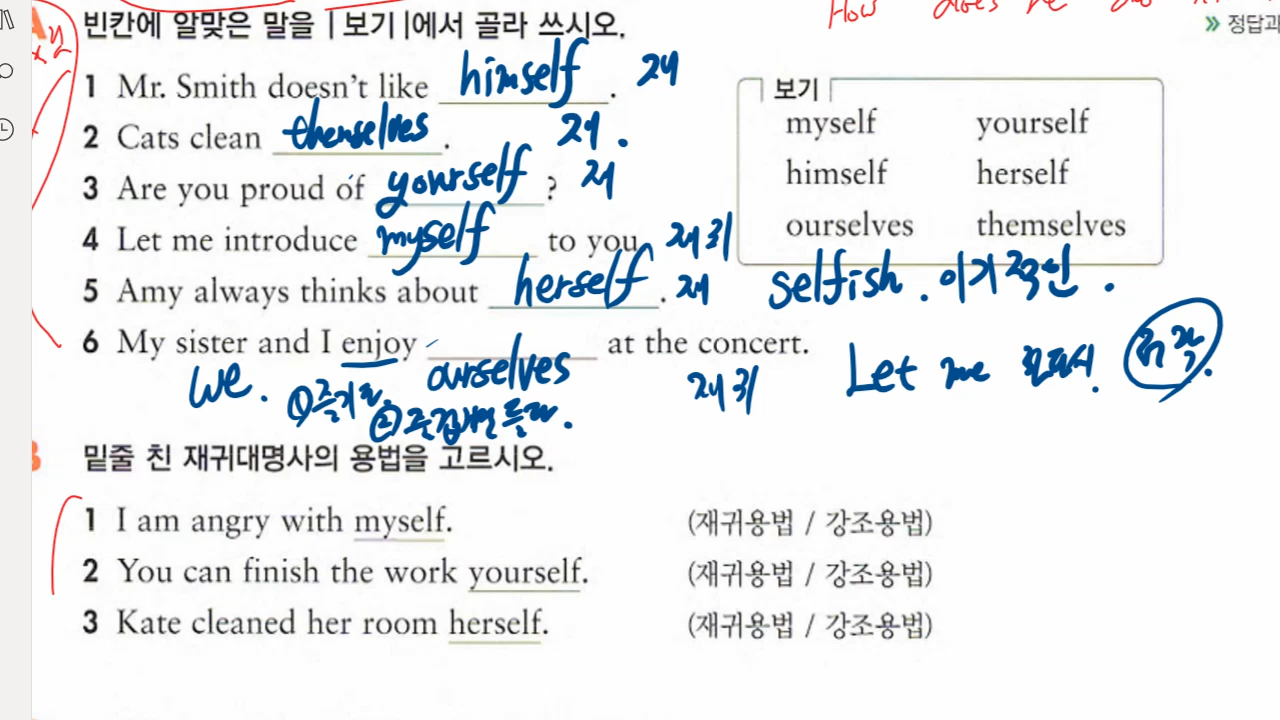 How does he
빈칸에 알맞은 말을 | 보기 |에서 골라 쓰시오.
» 정답과
1 Mr. Smith doesn't like himself. 재
2 Cats clean themselves. 재.
3 Are you proud of yourself? 재
4 Let me introduce myself to you 재귀
5 Amy always thinks about herself. 재
6 My sister and I enjoy ourselves at the concert.
we.
①즐기다
② 즐겁게
재귀
보기
myself yourself
himself herself
ourselves themselves
selfish. 이기적인.
Let me
허락.
B 밑줄 친 재귀대명사의 용법을 고르시오.
1 I am angry with myself. (재귀용법 / 강조용법)
2 You can finish the work yourself. (재귀용법 / 강조용법)
3 Kate cleaned her room herself. (재귀용법 / 강조용법)